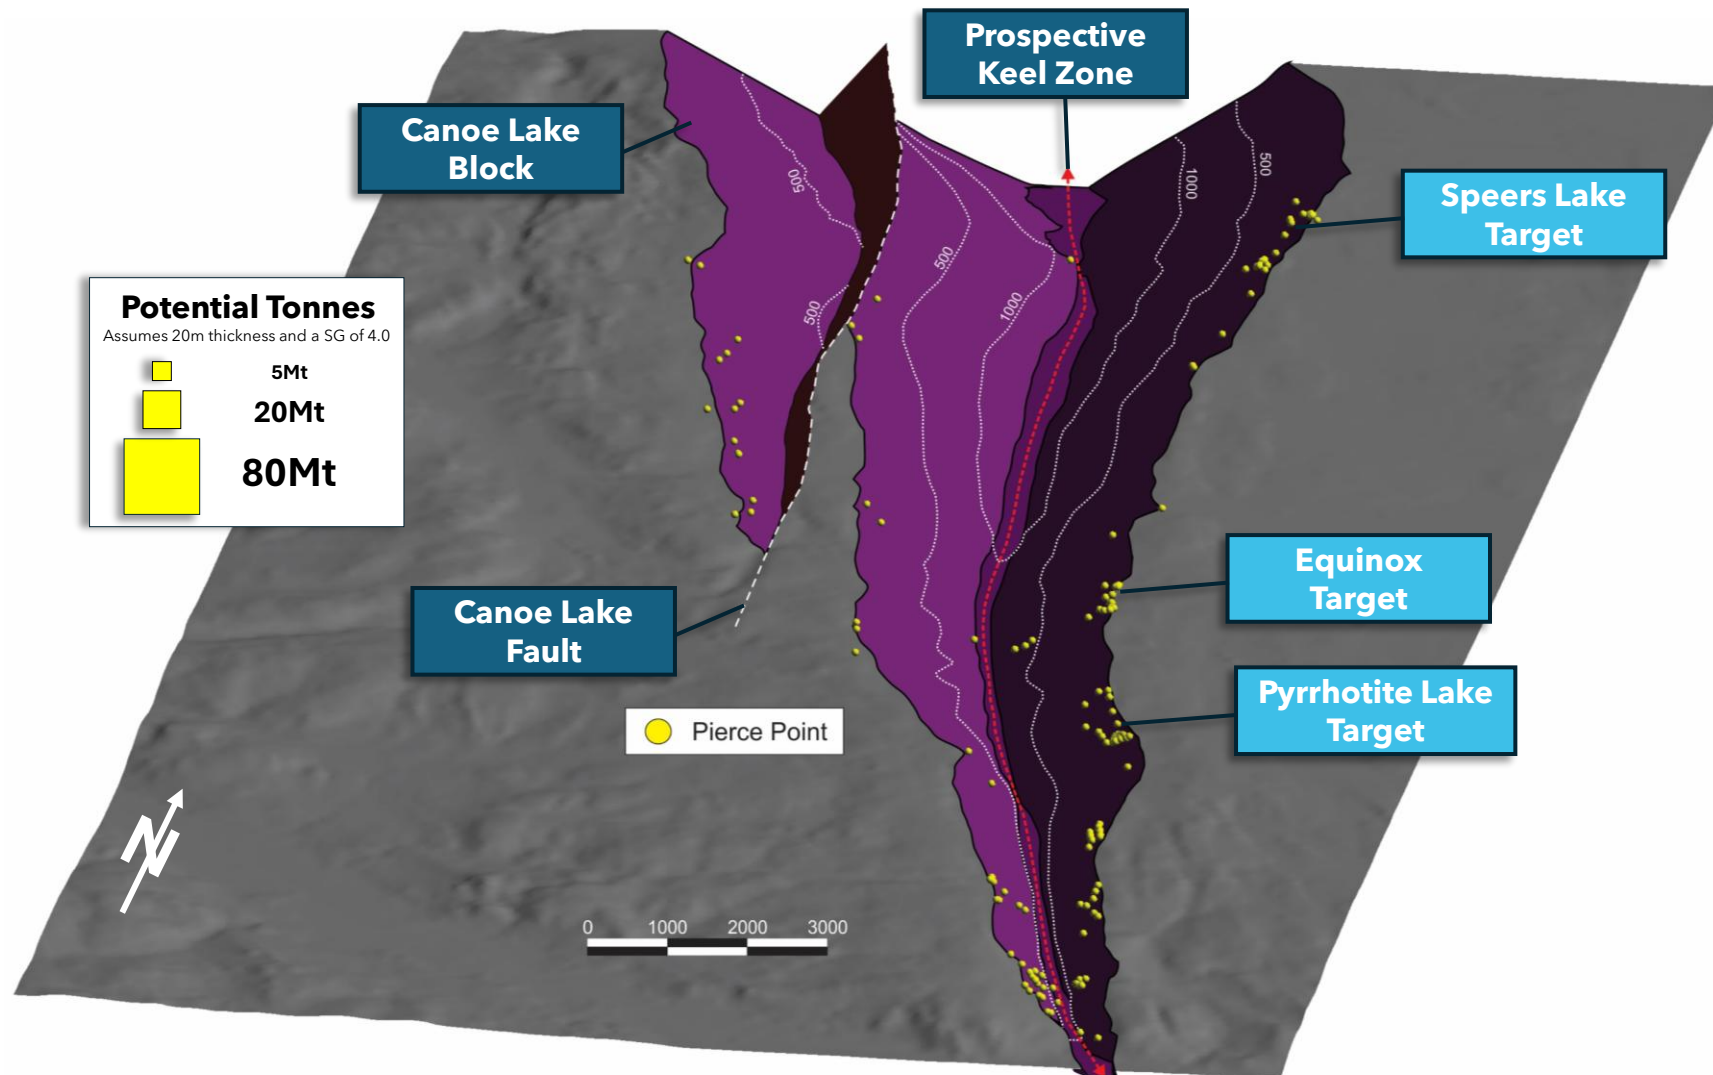 Prospective
Keel Zone
Canoe Lake
Block
Speers Lake
Target
500
1000
500
500
500
1000
Potential Tonnes
Assumes 20m thickness and a SG of 4.0
5Mt
20Mt
80Mt
Equinox
Target
Canoe Lake
Fault
Pyrrhotite Lake
Target
Pierce Point
N
0 1000 2000 3000